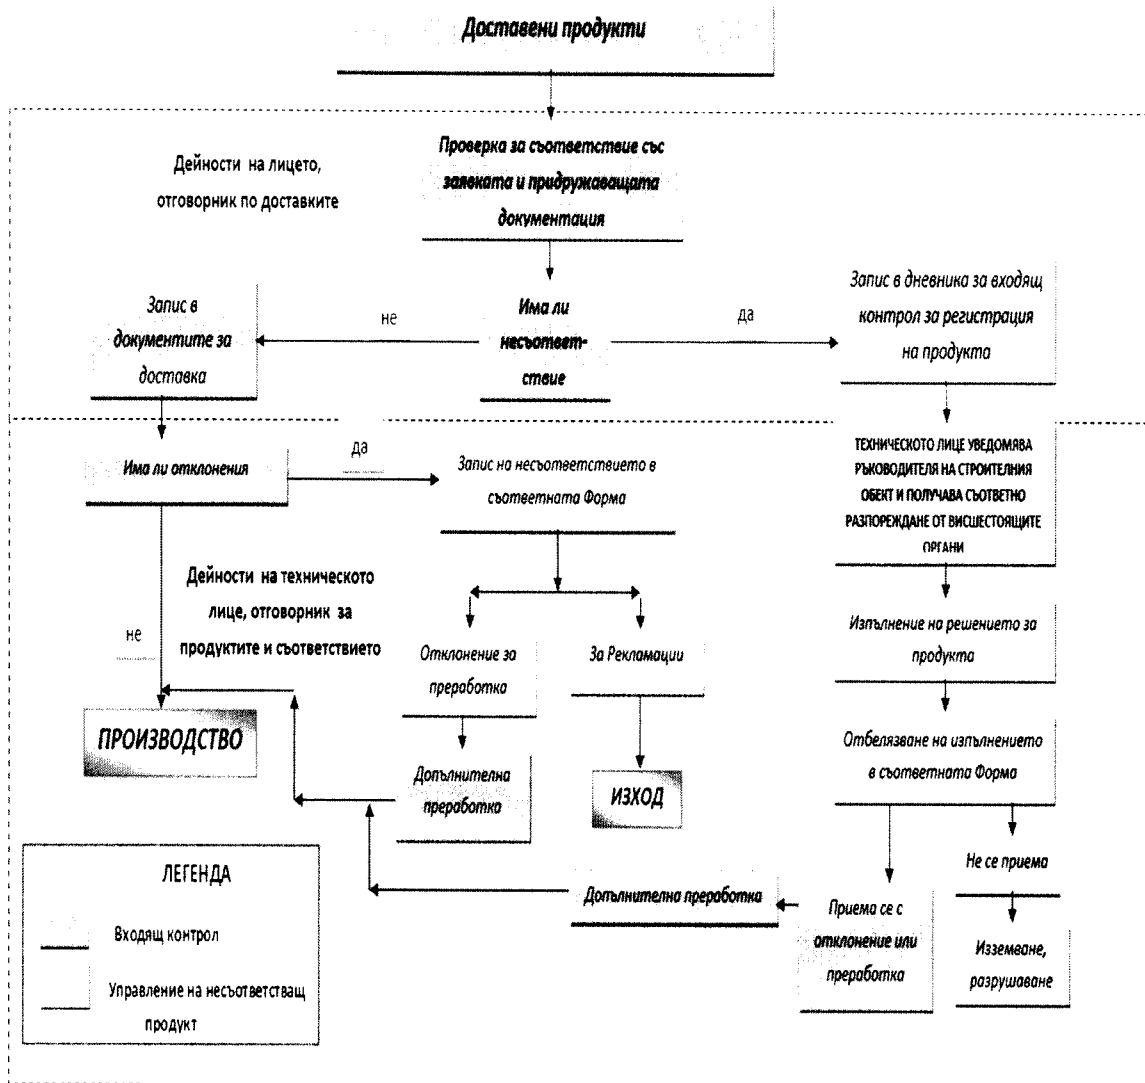 Доставени продукти
Дейности на лицето,
отговорник по доставките
Проверка за съответствие със
заявката и придружаващата
документация
Запис в
документите за
доставка
не
Има ли
несъответ-
ствие
да
Запис в дневника за входящ
контрол за регистрация
на продукта
Има ли отклонения
да
Запис на несъответствието в
съответната Форма
ТЕХНИЧЕСКОТО ЛИЦЕ УВЕДОМЯВА
РЪКОВОДИТЕЛЯ НА СТРОИТЕЛНИЯ
ОБЕКТ И ПОЛУЧАВА СЪОТВЕТНО
РАЗПОРЕЖДАНЕ ОТ ВИСШЕСТОЯЩИТЕ
ОРГАНИ
Дейности на техническото
лице, отговорник за
продуктите и съответствието
не
Отклонение за
преработка
За Рекламации
Изпълнение на решението за
продукта
ПРОИЗВОДСТВО
Допълнителна
преработка
ИЗХОД
Отбелязване на изпълнението
в съответната Форма
Не се приема
Допълнителна преработка
Приема се с
отклонение или
преработка
Изземване,
разрушаване
ЛЕГЕНДА
Входящ контрол
Управление на несъответстващ
продукт